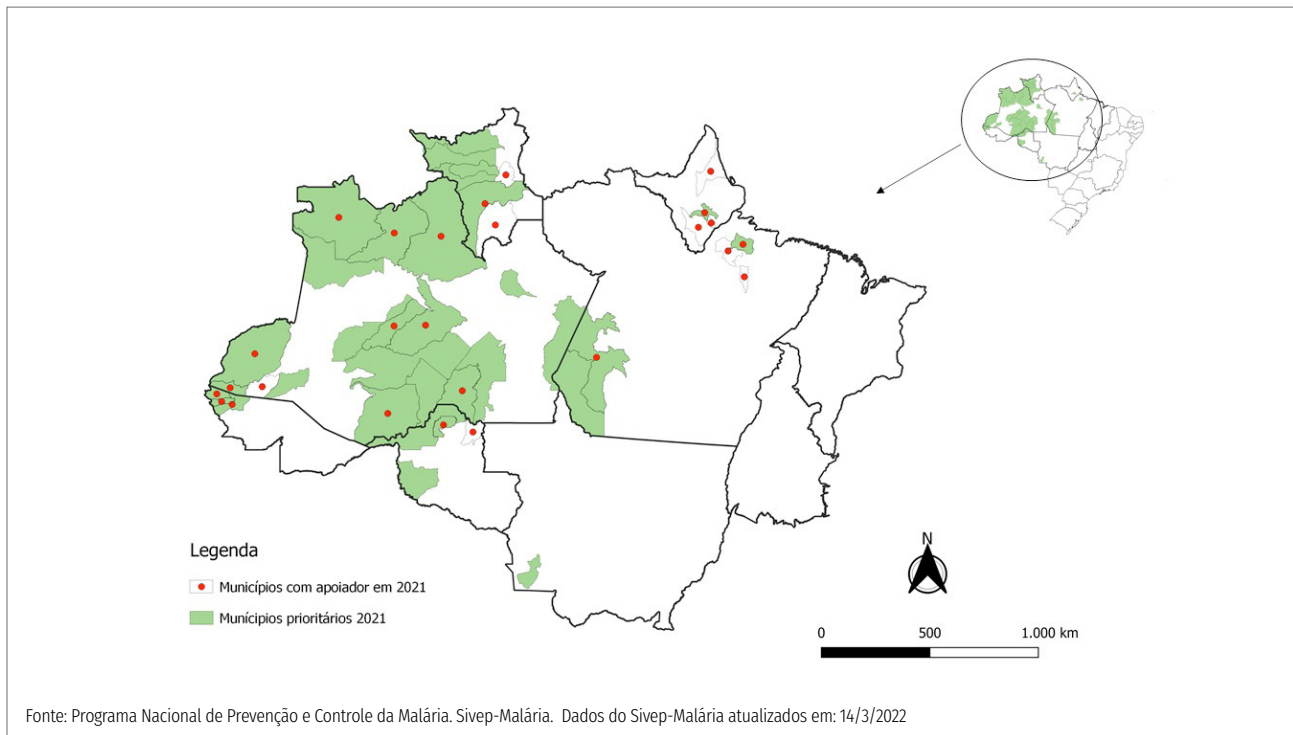 N
Legenda
Municípios com apoiador em 2021
Munícipios prioritários 2021
0 500 1.000 km
Fonte: Programa Nacional de Prevenção e Controle da Malária. Sivep-Malária. Dados do Sivep-Malária atualizados em: 14/3/2022